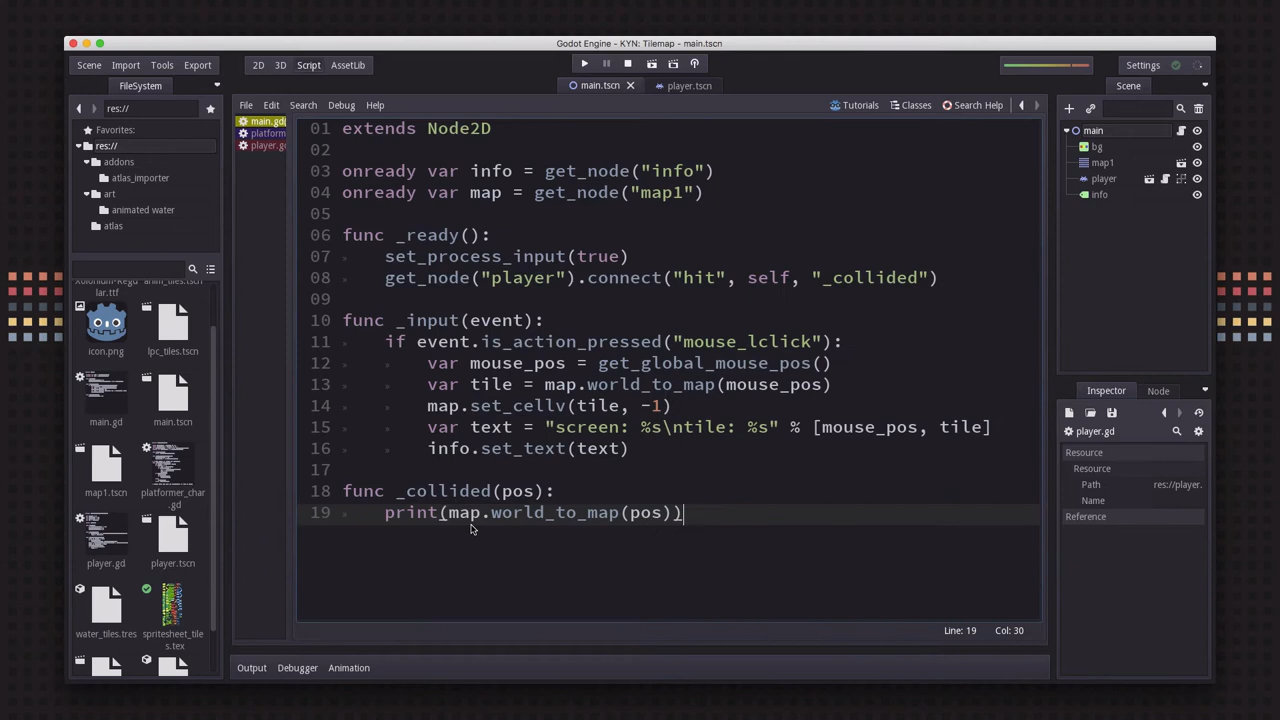 Godot Engine - KYN: Tilemap - main.tscn
Scene Import Tools Export
2D 3D Script AssetLib
Settings
FileSystem
main.tscn
player.tscn
Scene
res://
File Edit Search Debug Help
Tutorials Classes Search Help
Favorites:
res://
addons
atlas_importer
art
animated water
atlas
Xolonium-Regu
lar.ttf
anim_tiles.tscn
icon.png
lpc_tiles.tscn
main.gd
main.tscn
map1.tscn
platformer_char
.gd
player.gd
player.tscn
water_tiles.tres
spritesheet_tile
s.tex
main.gd(
platform
player.gd
01 extends Node2D
02
03 onready var info = get_node("info")
04 onready var map = get_node("map1")
05
06 func _ready():
07 set_process_input(true)
08 get_node("player").connect("hit", self, "_collided")
09
10 func _input(event):
11 if event.is_action_pressed("mouse_lclick"):
12 var mouse_pos = get_global_mouse_pos()
13 var tile = map.world_to_map(mouse_pos)
14 map.set_cellv(tile, -1)
15 var text = "screen: %s\ntile: %s" % [mouse_pos, tile]
16 info.set_text(text)
17
18 func _collided(pos):
19 print(map.world_to_map(pos))
Line: 19 Col: 30
Output Debugger Animation
main
bg
map1
player
info
Inspector Node
player.gd
Resource
Resource
Path res://player.
Name
Reference